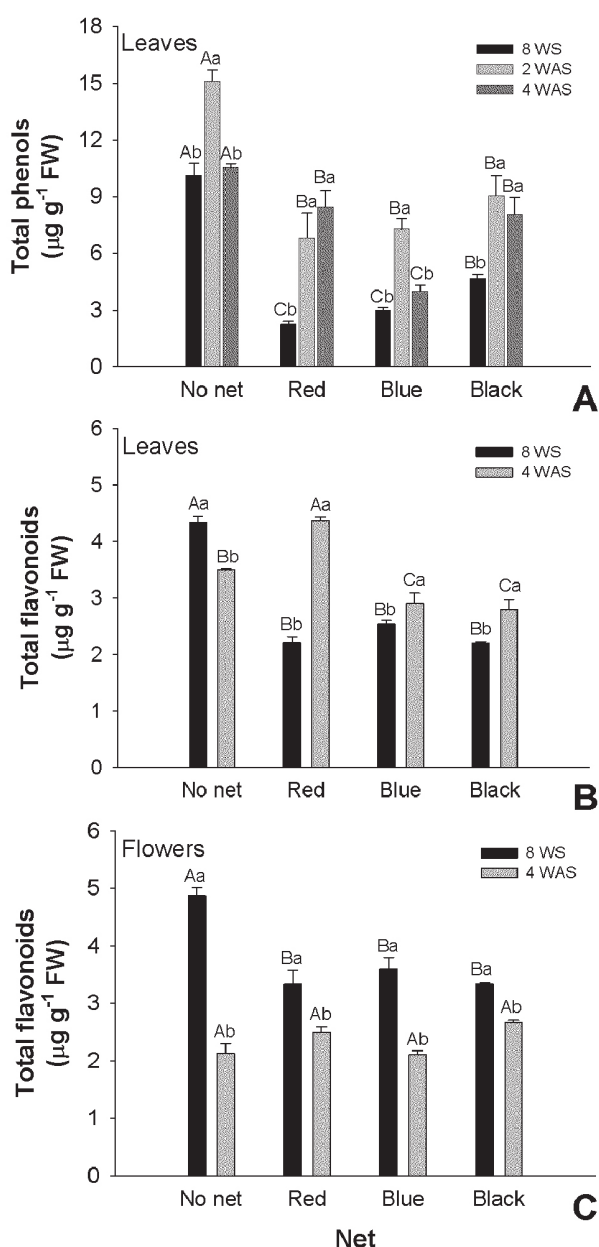 18
15
12
9
6
3
0
Total phenols
(µg g-1 FW)
Leaves
8 WS
2 WAS
4 WAS
Ab Aa Ab
Cb Ba Ba
Cb Ba Cb
Bb Ba Ba
No net Red Blue Black
A
6
5
4
3
2
1
0
Total flavonoids
(µg g-1 FW)
Leaves
8 WS
4 WAS
Aa Bb
Bb Aa
Bb Ca
Bb Ca
No net Red Blue Black
B
6
5
4
3
2
1
0
Total flavonoids
(µg g-1 FW)
Flowers
8 WS
4 WAS
Aa Ab
Ba Ab
Ba Ab
Ba Ab
No net Red Blue Black
C
Net